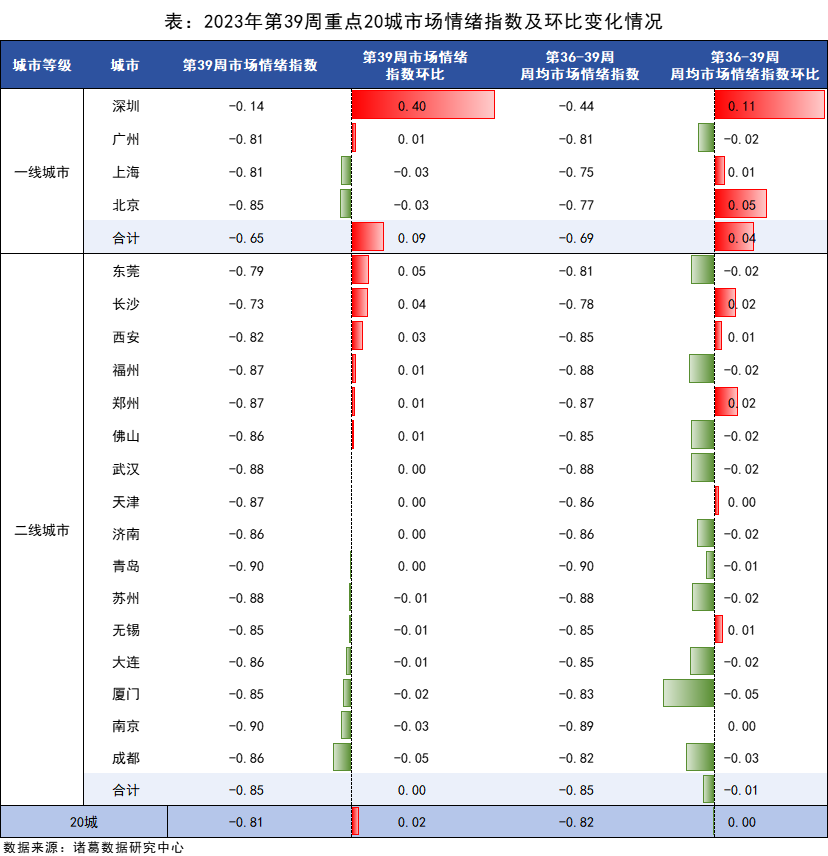 表：2023年第39周重点20城市场情绪指数及环比变化情况
城市等级 城市 第39周市场情绪指数 第39周市场情绪指数环比 第36-39周周均市场情绪指数 第36-39周周均市场情绪指数环比
一线城市
深圳 -0.14 0.40 -0.44 0.11
广州 -0.81 0.01 -0.81 -0.02
上海 -0.81 -0.03 -0.75 0.01
北京 -0.85 -0.03 -0.77 0.05
合计 -0.65 0.09 -0.69 0.04
二线城市
东莞 -0.79 0.05 -0.81 -0.02
长沙 -0.73 0.04 -0.78 0.02
西安 -0.82 0.03 -0.85 0.01
福州 -0.87 0.01 -0.88 -0.02
郑州 -0.87 0.01 -0.87 0.02
佛山 -0.86 0.01 -0.85 -0.02
武汉 -0.88 0.00 -0.88 -0.02
天津 -0.87 0.00 -0.86 0.00
济南 -0.86 0.00 -0.86 -0.02
青岛 -0.90 0.00 -0.90 -0.01
苏州 -0.88 -0.01 -0.88 -0.02
无锡 -0.85 -0.01 -0.85 0.01
大连 -0.86 -0.01 -0.85 -0.02
厦门 -0.85 -0.02 -0.83 -0.05
南京 -0.90 -0.03 -0.89 0.00
成都 -0.86 -0.05 -0.82 -0.03
合计 -0.85 0.00 -0.85 -0.01
20城 -0.81 0.02 -0.82 0.00
数据来源：诸葛数据研究中心